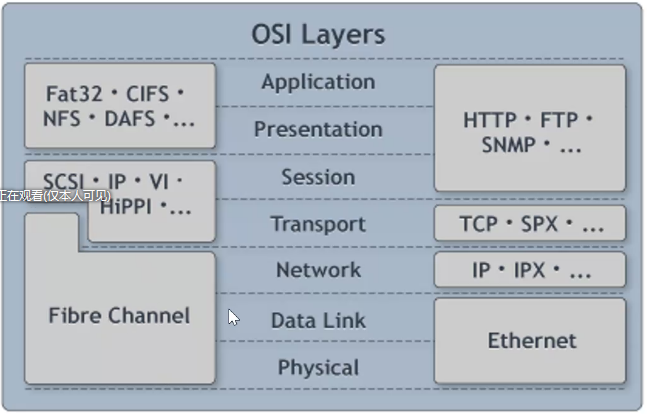 OSI Layers
Fat32 • CIFS •
NFS • DAFS •...
SCSI • IP • VI •
HiPPI •...
正在观看(仅本人可见)
Fibre Channel
Application
Presentation
Session
Transport
Network
Data Link
Physical
HTTP • FTP •
SNMP • ...
TCP • SPX • ...
IP • IPX • ...
Ethernet